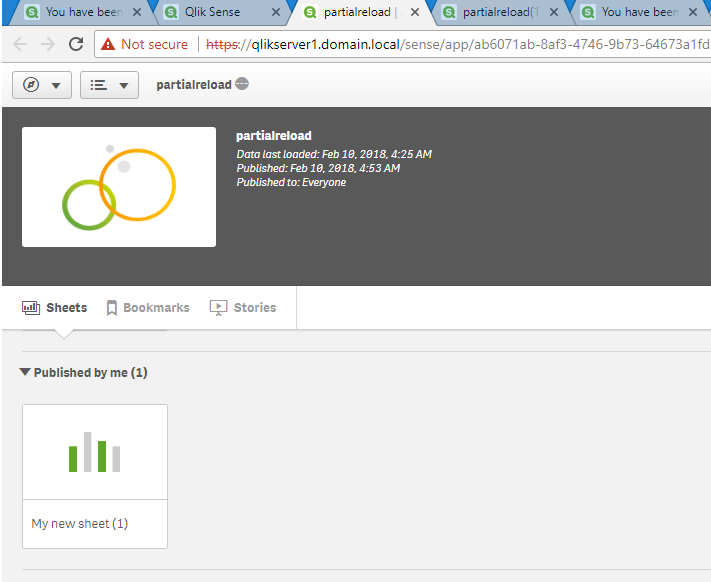 You have been
Qlik Sense
partialreload |
partialreload(1
You have been
Not secure | https://qlikserver1.domain.local/sense/app/ab6071ab-8af3-4746-9b73-64673a1fd
partialreload
partialreload
Data last loaded: Feb 10, 2018, 4:25 AM
Published: Feb 10, 2018, 4:53 AM
Published to: Everyone
Sheets
Bookmarks
Stories
Published by me (1)
My new sheet (1)